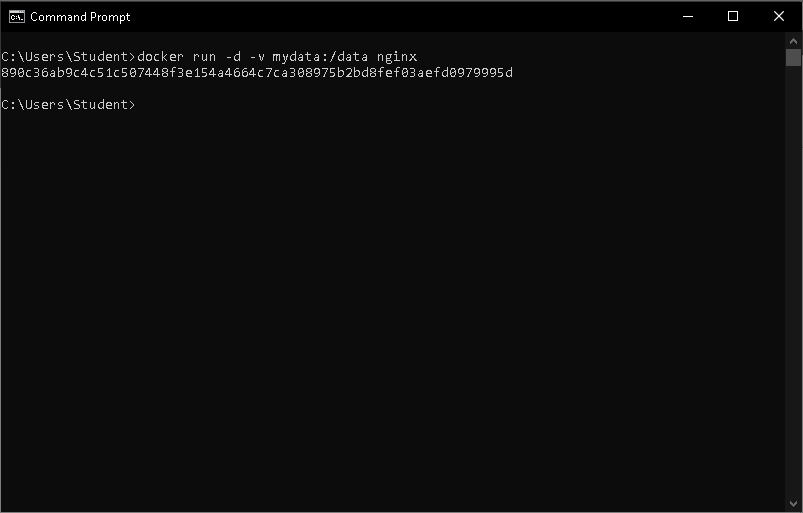 Command Prompt
C:\Users\Student>docker run -d -v mydata:/data nginx
890c36ab9c4c51c507448f3e154a4664c7ca308975b2bd8fef03aefd0979995d
C:\Users\Student>